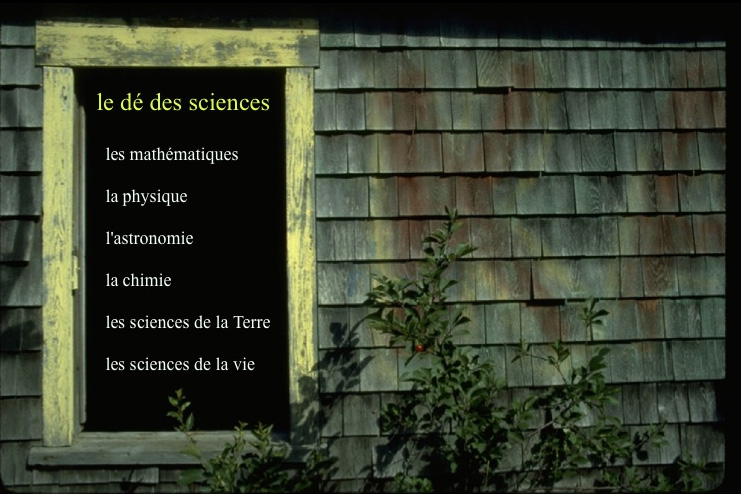 le dé des sciences
les mathématiques
la physique
l'astronomie
la chimie
les sciences de la Terre
les sciences de la vie